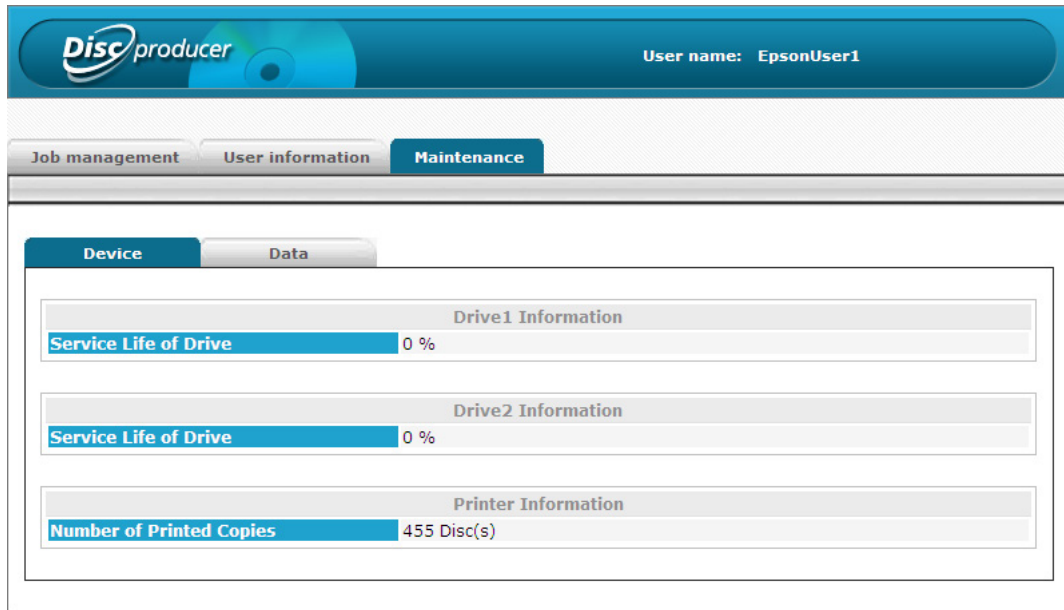 Disc producer
User name: EpsonUser1
Job management User information Maintenance
Device Data
Drive1 Information
Service Life of Drive 0 %
Drive2 Information
Service Life of Drive 0 %
Printer Information
Number of Printed Copies 455 Disc(s)